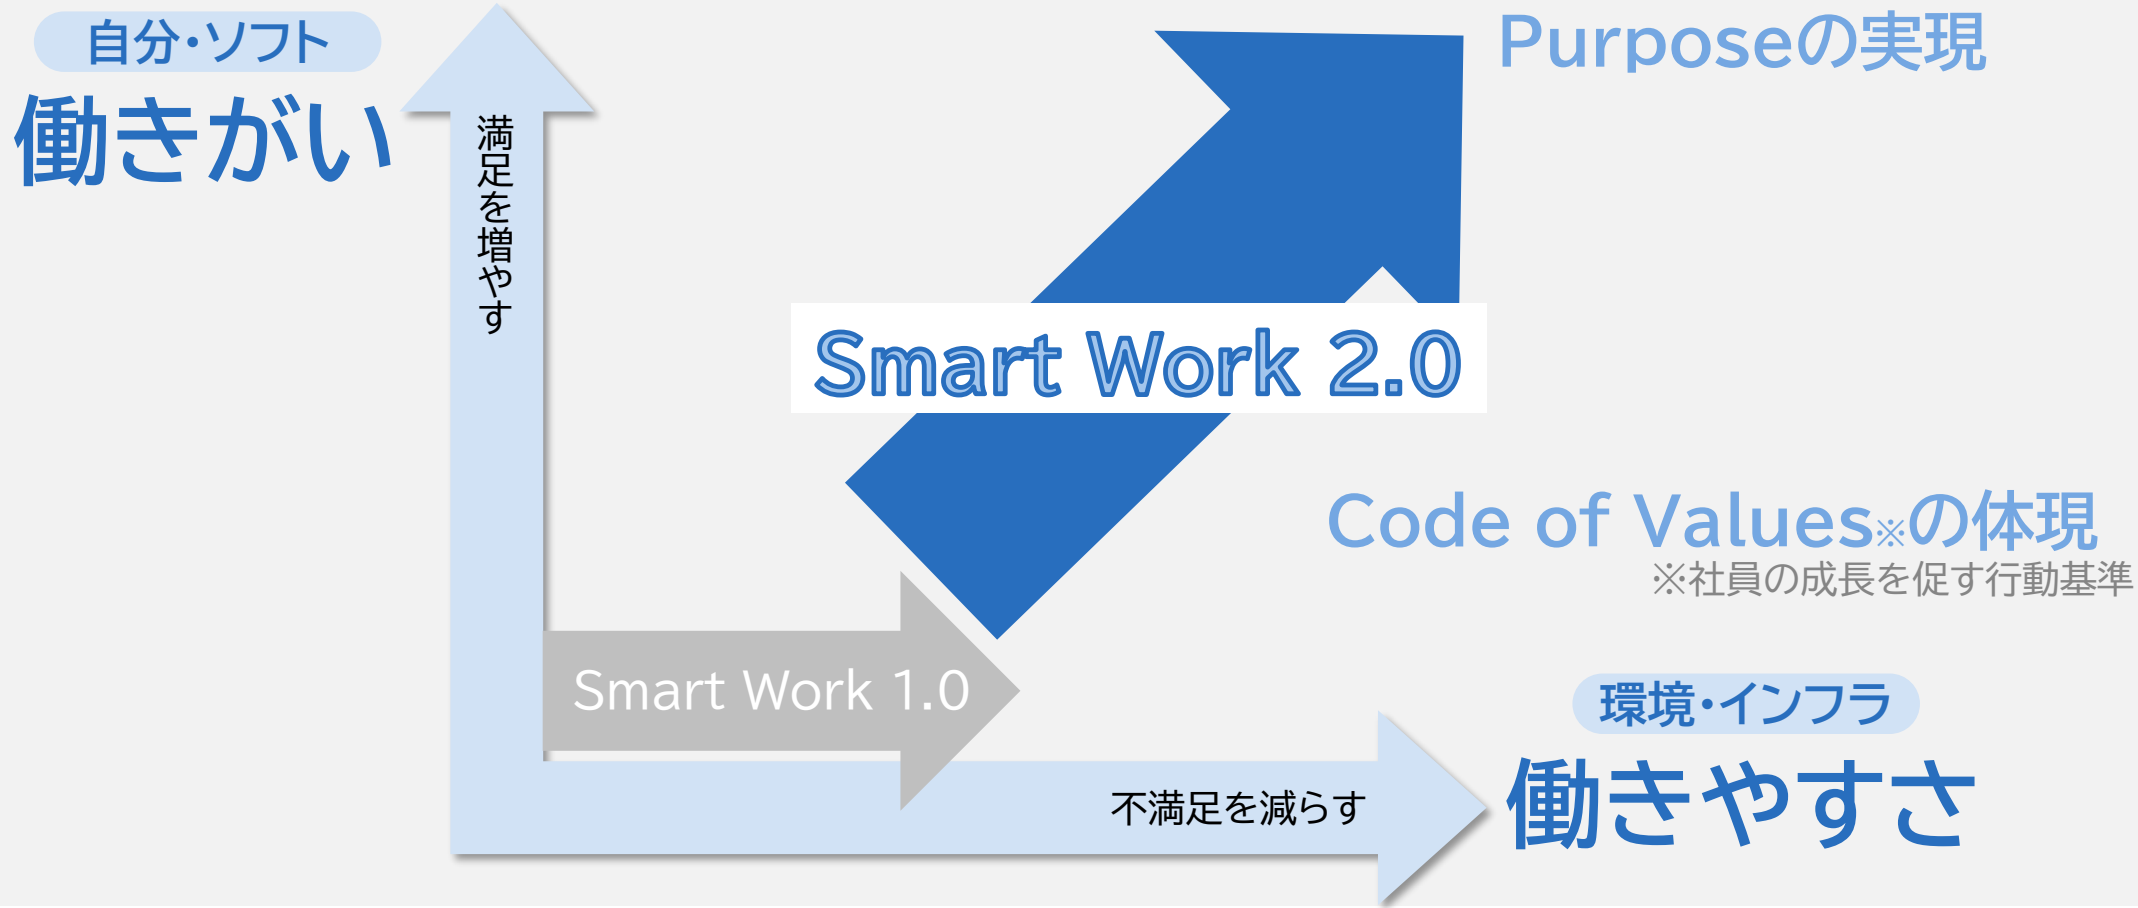 自分・ソフト
働きがい
満足を増やす
Purposeの実現
Smart Work 2.0
Code of Values※の体現
※社員の成長を促す行動基準
Smart Work 1.0
環境・インフラ
働きやすさ
不満足を減らす